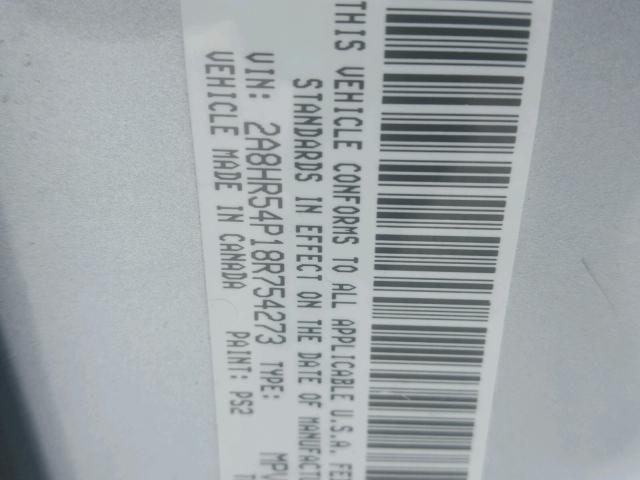 THIS VEHICLE CONFORMS TO ALL APPLICABLE U.S.A. FE
STANDARDS IN EFFECT ON THE DATE OF MANUFACT
VIN: 2A8HR54P18R754273 TYPE: MPV
VEHICLE MADE IN CANADA PAINT: PS2